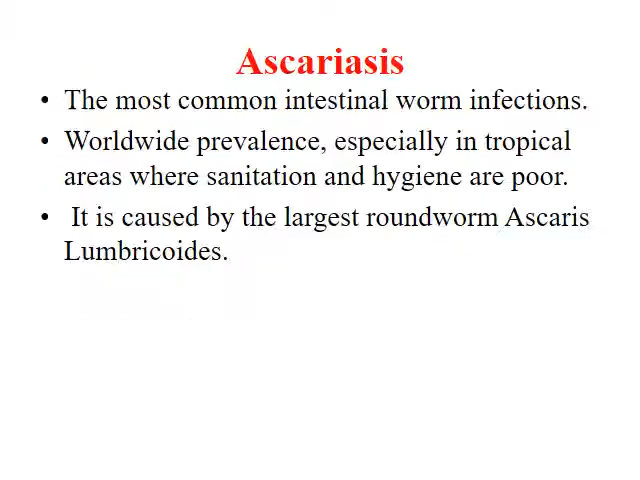 Ascariasis
• The most common intestinal worm infections.
• Worldwide prevalence, especially in tropical
areas where sanitation and hygiene are poor.
• It is caused by the largest roundworm Ascaris
Lumbricoides.